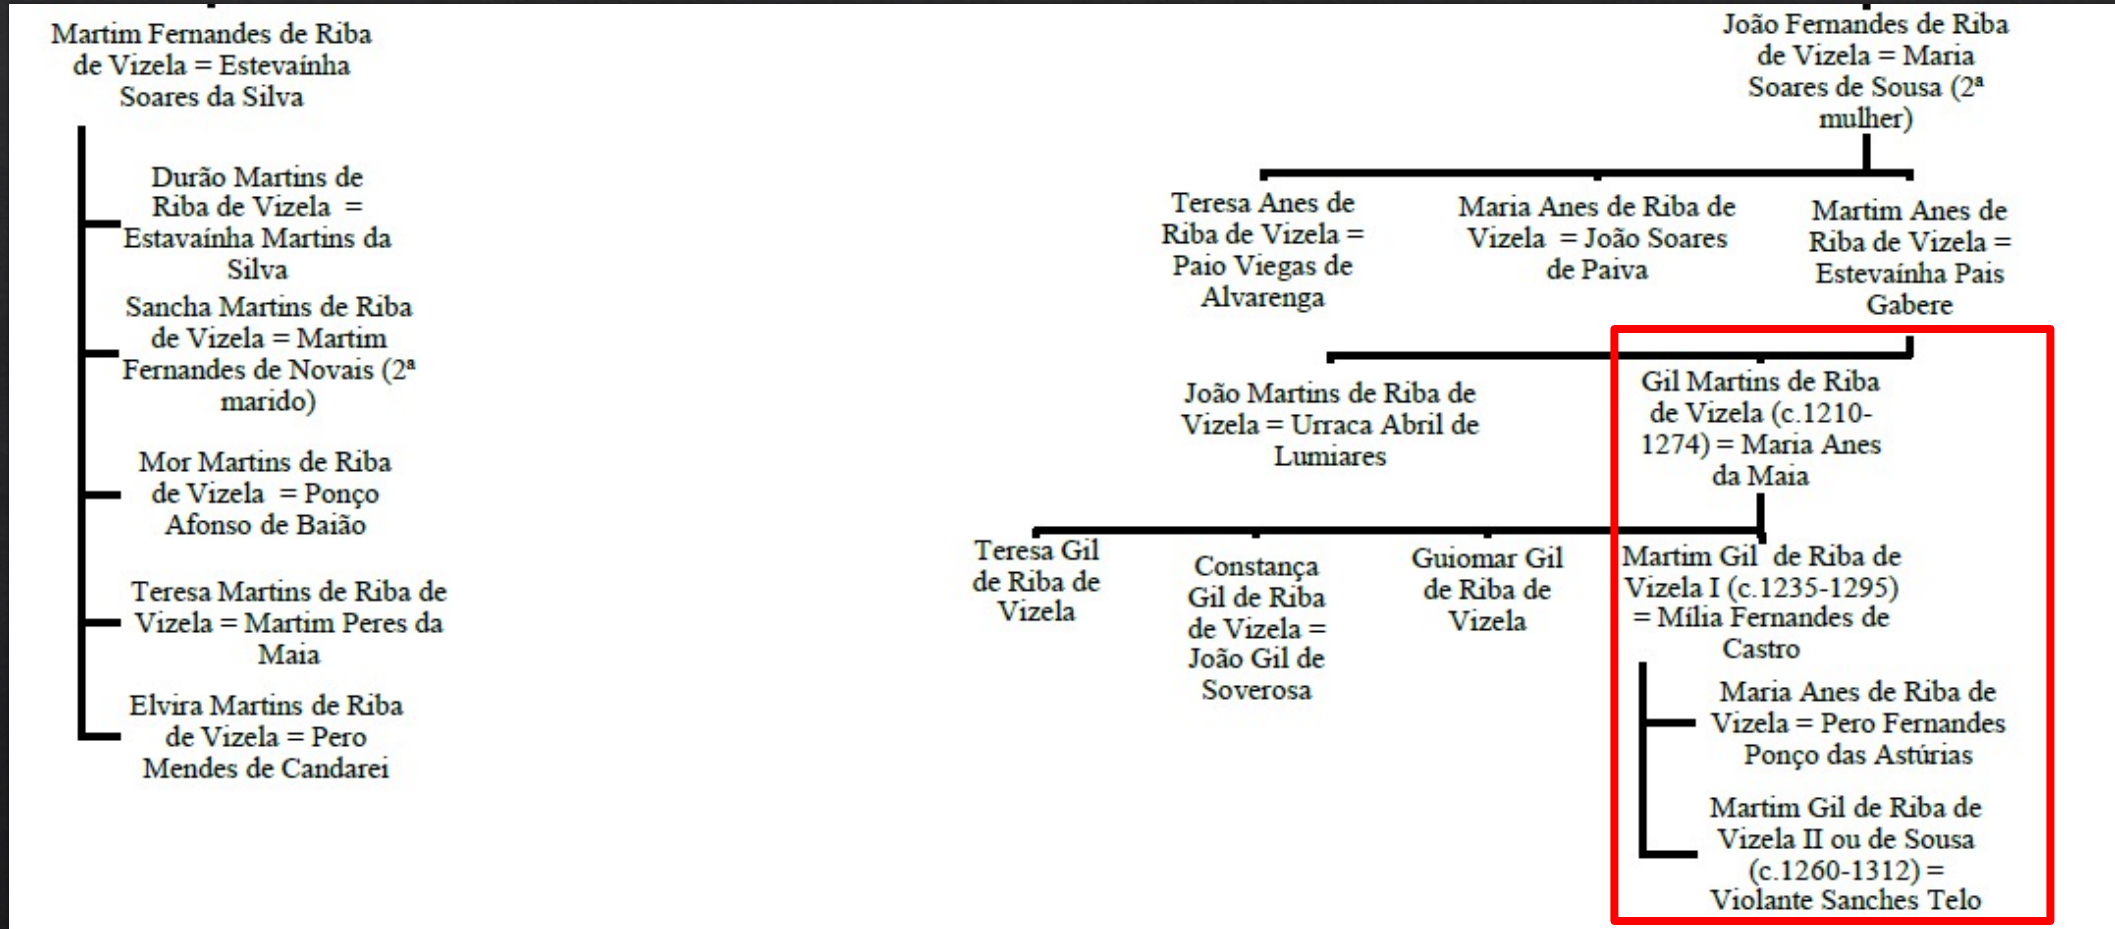 Martim Fernandes de Riba
de Vizela = Estevaínha
Soares da Silva
Durão Martins de
Riba de Vizela =
Estavaínha Martins da
Silva
Sancha Martins de Riba
de Vizela = Martim
Fernandes de Novais (2ª
marido)
Mor Martins de Riba
de Vizela = Ponço
Afonso de Baião
Teresa Martins de Riba de
Vizela = Martim Peres da
Maia
Elvira Martins de Riba
de Vizela = Pero
Mendes de Candarei
João Fernandes de Riba
de Vizela = Maria
Soares de Sousa (2ª
mulher)
Teresa Anes de
Riba de Vizela =
Paio Viegas de
Alvarenga
Maria Anes de Riba de
Vizela = João Soares
de Paiva
Martim Anes de
Riba de Vizela =
Estevaínha Pais
Gabere
João Martins de Riba de
Vizela = Urraca Abril de
Lumiares
Gil Martins de Riba
de Vizela (c.1210-
1274) = Maria Anes
da Maia
Teresa Gil
de Riba de
Vizela
Constança
Gil de Riba
de Vizela =
João Gil de
Soverosa
Guiomar Gil
de Riba de
Vizela
Martim Gil de Riba de
Vizela I (c.1235-1295)
= Mília Fernandes de
Castro
Maria Anes de Riba de
Vizela = Pero Fernandes
Ponço das Astúrias
Martim Gil de Riba de
Vizela II ou de Sousa
(c.1260-1312) =
Violante Sanches Telo